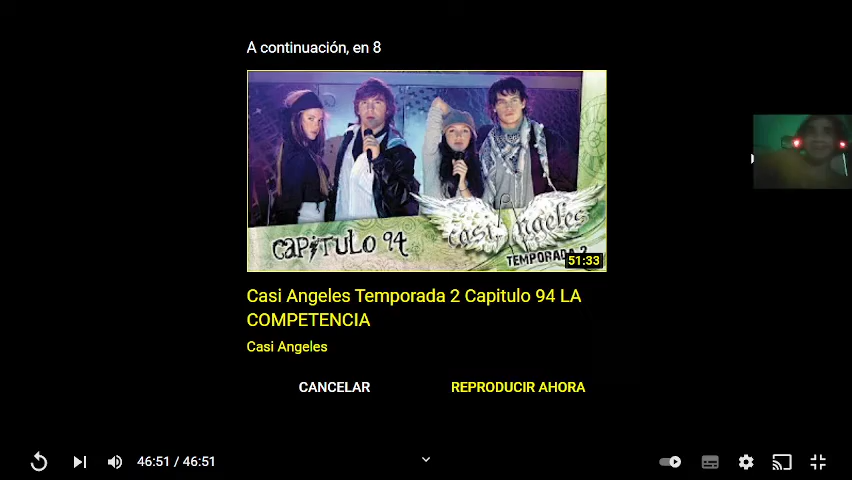 A continuación, en 8
CAPÍTULO 94
casi Angeles
TEMPORADA 2
51:33
Casi Angeles Temporada 2 Capitulo 94 LA
COMPETENCIA
Casi Angeles
CANCELAR
REPRODUCIR AHORA
46:51 / 46:51